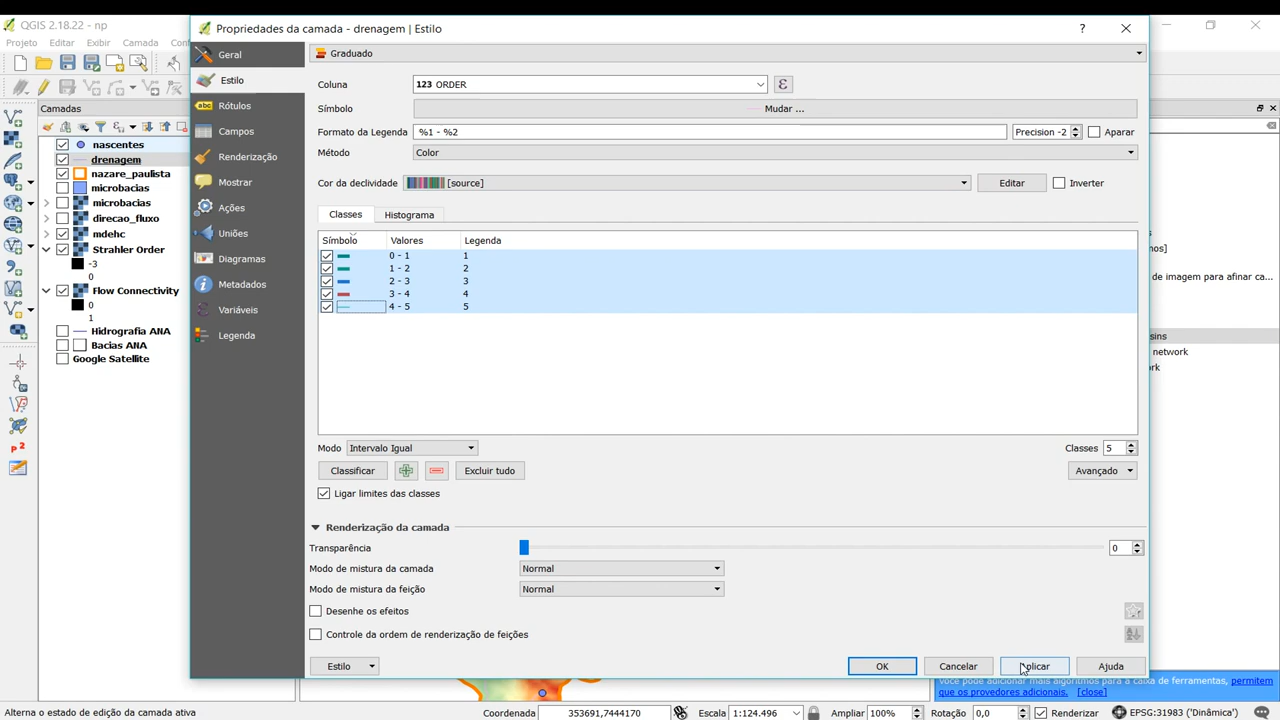 QGIS 2.18.22 - np
Propriedades da camada - drenagem | Estilo
?
Projeto Editar Exibir Camada
Camadas
nascentes
drenagem
nazare_paulista
microbacias
microbacias
direcao_fluxo
mdehc
Strahler Order
-3
0
Flow Connectivity
0
1
Hidrografia ANA
Bacias ANA
Google Satellite
Geral
Estilo
abc Rótulos
Campos
Renderização
Mostrar
Ações
Uniões
Diagramas
Metadados
Variáveis
Legenda
Graduado
Coluna 123 ORDER ε
Símbolo Mudar ...
Formato da Legenda %1 - %2 Precision -2 Aparar
Método Color
Cor da declividade [source] Editar Inverter
Classes Histograma
Símbolo Valores Legenda
0 - 1 1
1 - 2 2
2 - 3 3
3 - 4 4
4 - 5 5
Modo Intervalo Igual Classes 5
Classificar Excluir tudo Avançado
Ligar limites das classes
Renderização da camada
Transparência 0
Modo de mistura da camada Normal
Modo de mistura da feição Normal
Desenhe os efeitos
Controle da ordem de renderização de feições
Estilo OK Cancelar Aplicar Ajuda
de imagem para afinar ca...
network
você pode adicionar mais algoritmos para a caixa de ferramentas, permitem
que os provedores adicionais. [close]
Alterna o estado de edição da camada ativa Coordenada 353691,7444170 Escala 1:124.496 Ampliar 100% Rotação 0,0 Renderizar EPSG:31983 ('Dinâmica')